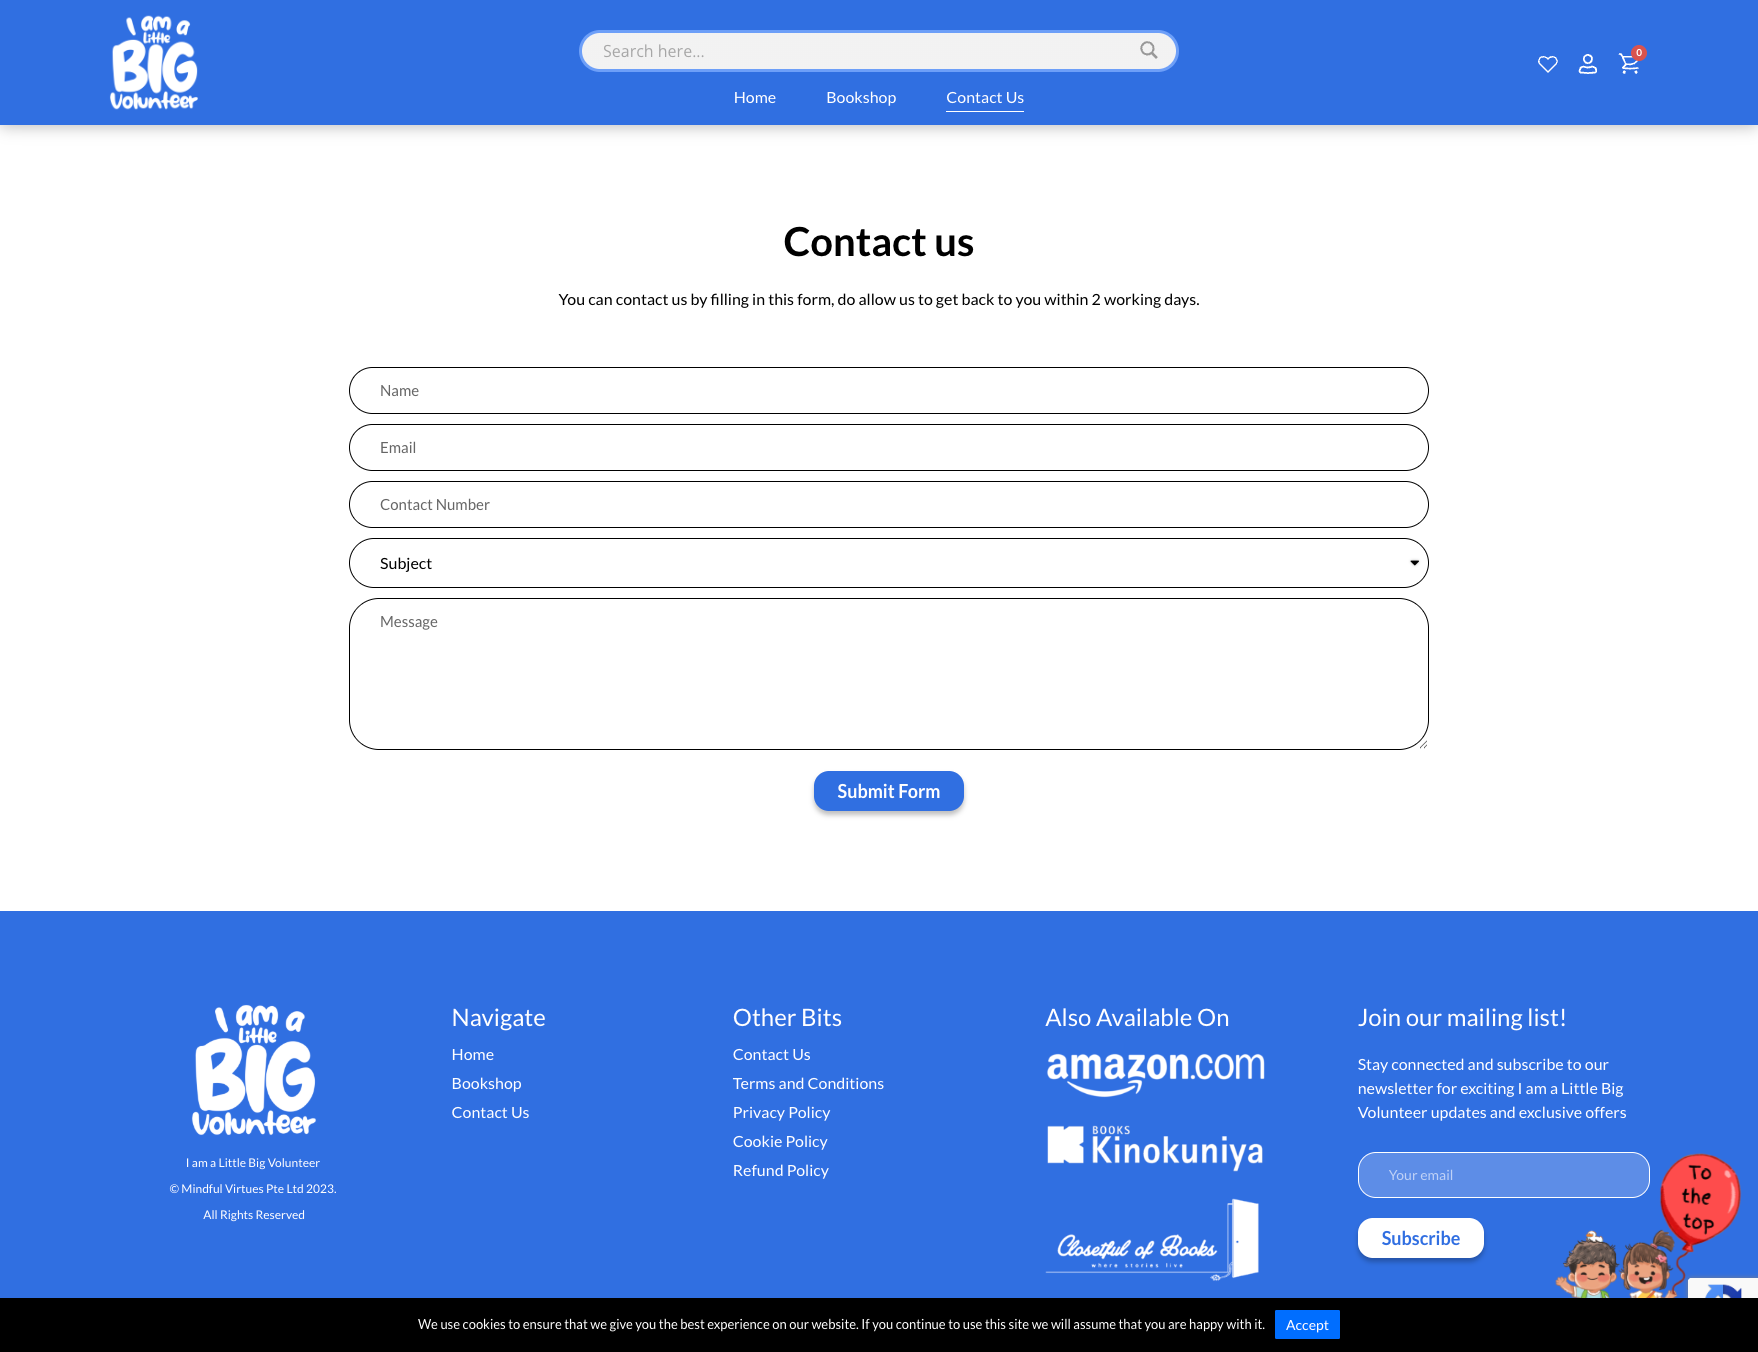 I am a
little
BIG
Volunteer
Search here...
0
Home
Bookshop
Contact Us
Contact us
You can contact us by filling in this form, do allow us to get back to you within 2 working days.
Name
Email
Contact Number
Subject
Message
Submit Form
I am a
little
BIG
Volunteer
I am a Little Big Volunteer
© Mindful Virtues Pte Ltd 2023.
All Rights Reserved
Navigate
Home
Bookshop
Contact Us
Other Bits
Contact Us
Terms and Conditions
Privacy Policy
Cookie Policy
Refund Policy
Also Available On
amazon.com
BOOKS
Kinokuniya
Closetful of Books
where stories live
Join our mailing list!
Stay connected and subscribe to our
newsletter for exciting I am a Little Big
Volunteer updates and exclusive offers
Your email
Subscribe
To
the
top
We use cookies to ensure that we give you the best experience on our website. If you continue to use this site we will assume that you are happy with it.
Accept